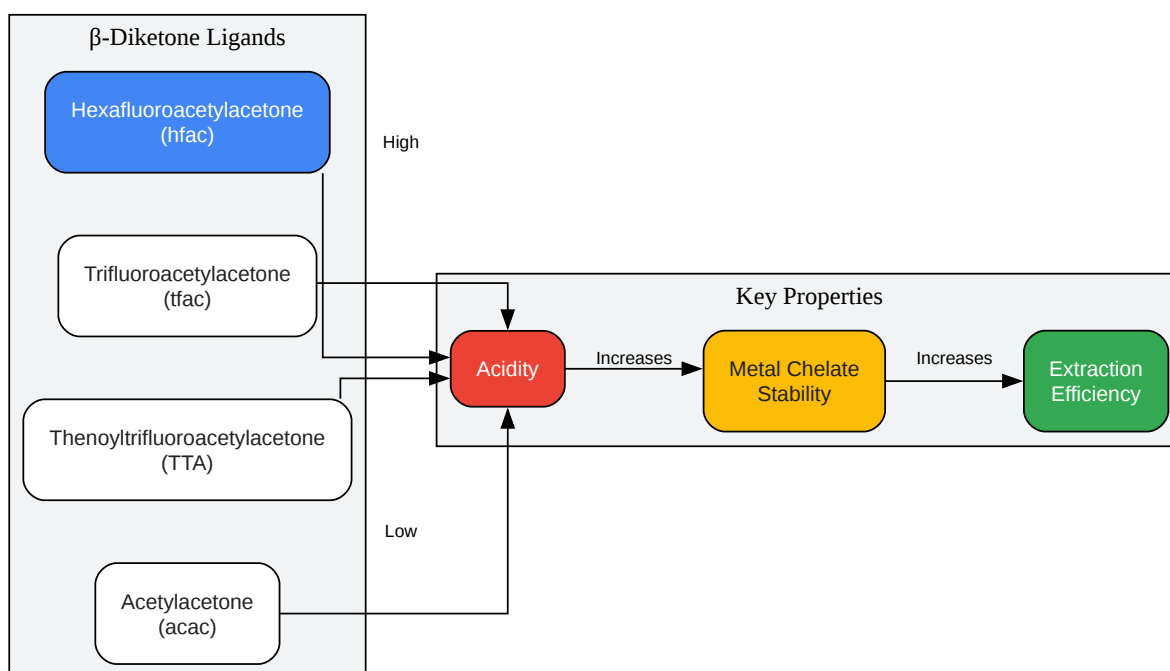 β-Diketone Ligands
Hexafluoroacetylacetone
(hfac)
High
Trifluoroacetylacetone
(tfac)
Key Properties
Acidity
Increases
Metal Chelate
Stability
Increases
Extraction
Efficiency
Thenoyltrifluoroacetylacetone
(TTA)
Low
Acetylacetone
(acac)